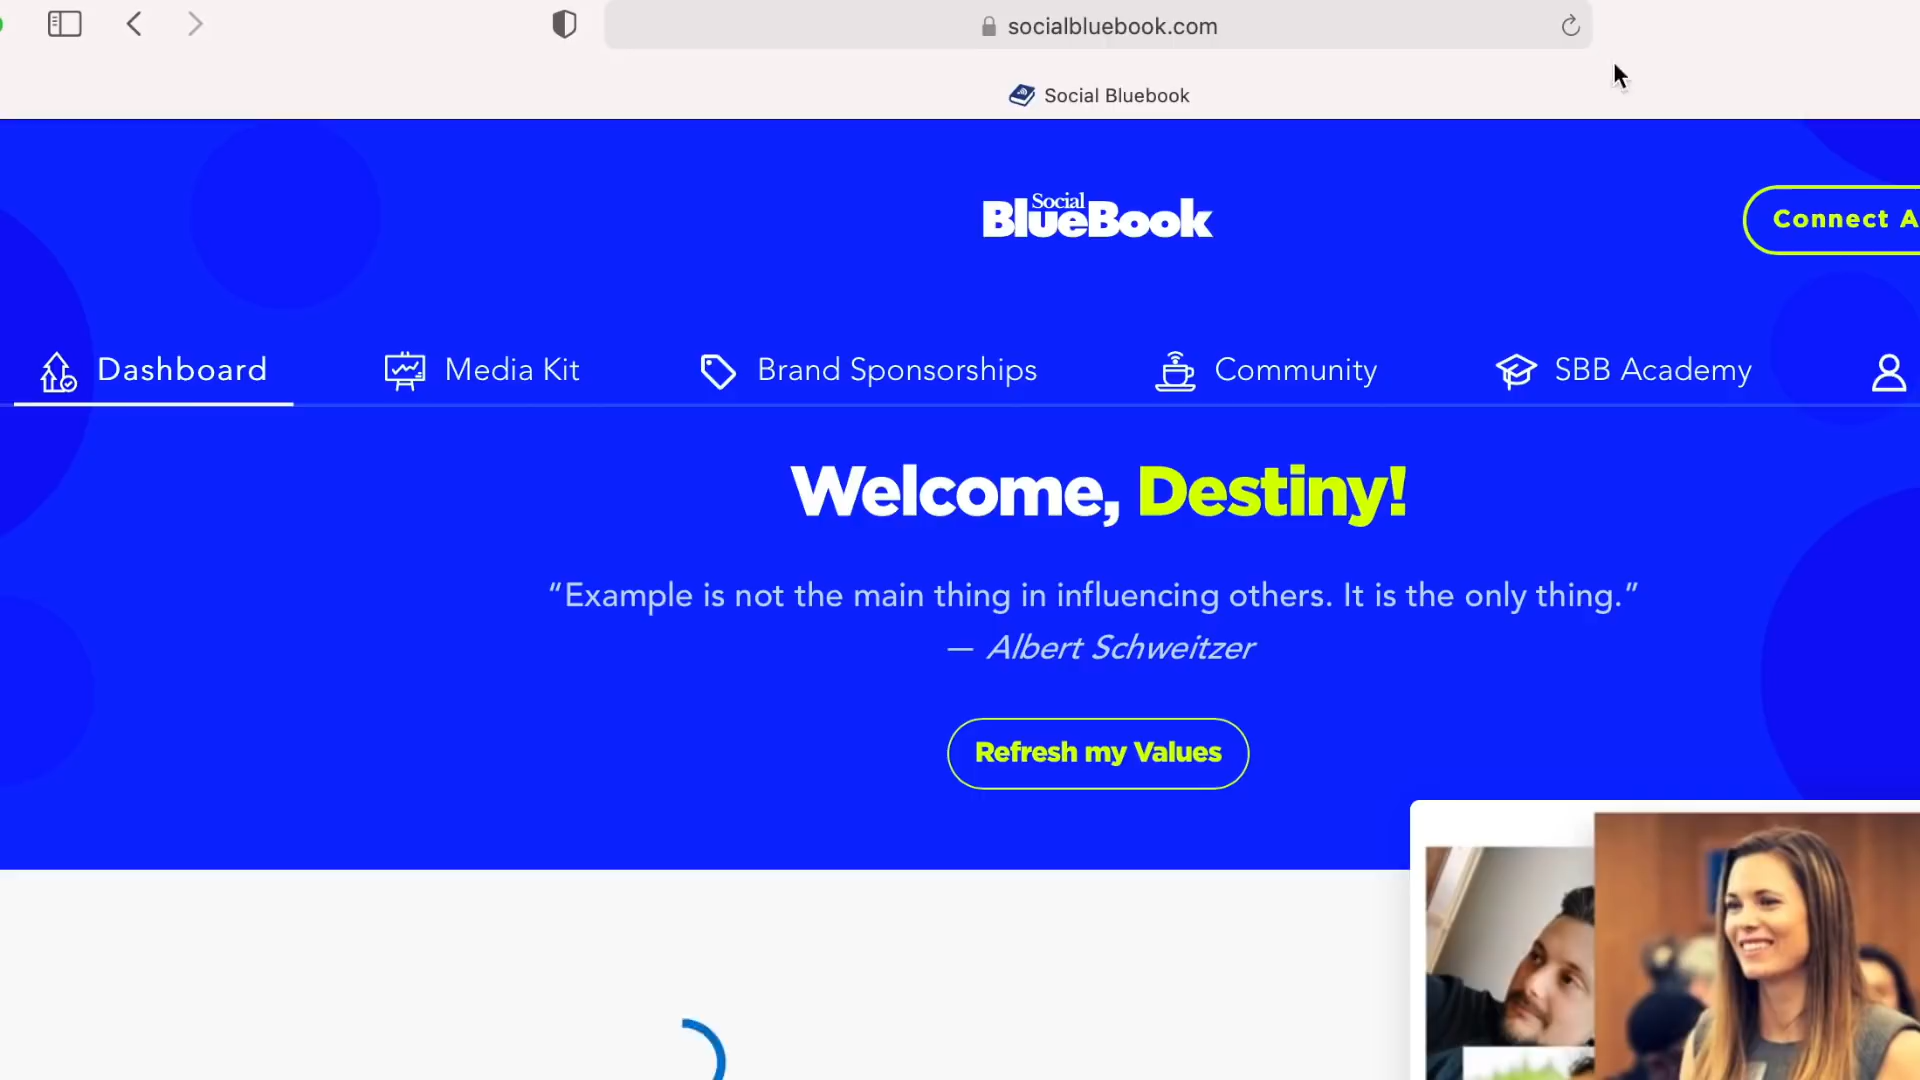 socialbluebook.com
Social Bluebook
Social
BlueBook
Connect A
Dashboard
Media Kit
Brand Sponsorships
Community
SBB Academy
Welcome, Destiny!
“Example is not the main thing in influencing others. It is the only thing.”
— Albert Schweitzer
Refresh my Values